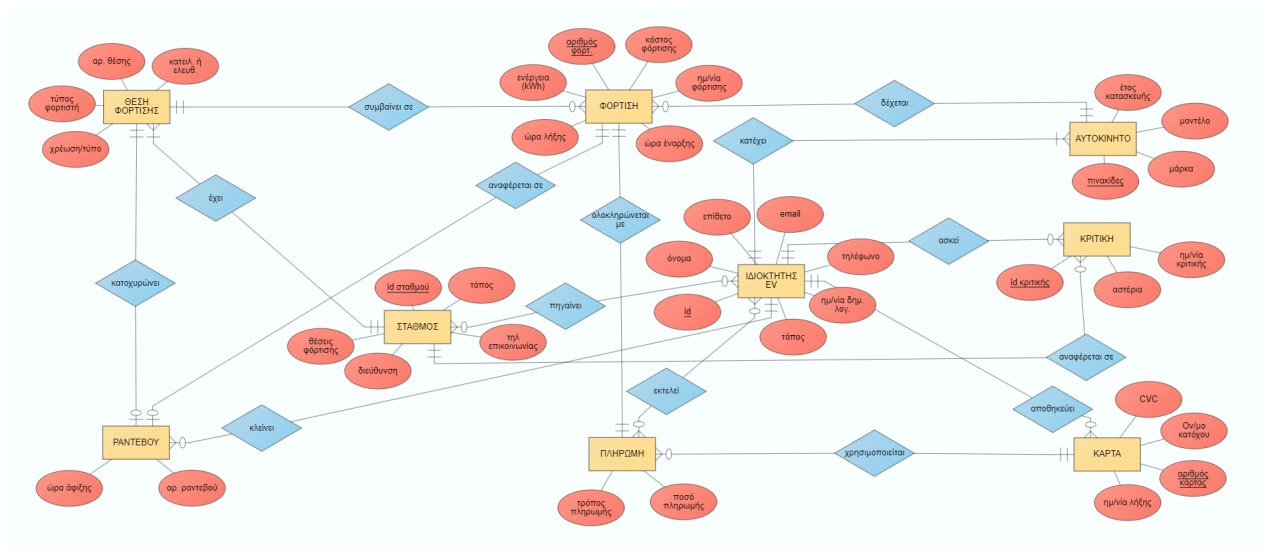 αρ. θέσης
κατειλ. ή
ελευθ.
τύπος
φορτιστή
ΘΕΣΗ
ΦΟΡΤΙΣΗΣ
χρέωση/τύπο
συμβαίνει σε
αριθμός
φορτ.
κόστος
φόρτισης
ενέργεια
(kWh)
ημ/νία
φόρτισης
ΦΟΡΤΙΣΗ
ώρα λήξης
ώρα έναρξης
δέχεται
έτος
κατασκευής
μοντέλο
ΑΥΤΟΚΙΝΗΤΟ
μάρκα
πινακίδες
κατέχει
έχει
αναφέρεται σε
ολοκληρώνεται
με
επίθετο
email
όνομα
τηλέφωνο
ΙΔΙΟΚΤΗΤΗΣ
EV
id
ημ/νία δημ.
λογ.
τόπος
ασκεί
ΚΡΙΤΙΚΗ
ημ/νία
κριτικής
id κριτικής
αστέρια
κατοχυρώνει
id σταθμού
τόπος
πηγαίνει
ΣΤΑΘΜΟΣ
θέσεις
φόρτισης
τηλ
επικοινωνίας
διεύθυνση
αναφέρεται σε
εκτελεί
αποθηκεύει
κλείνει
ΡΑΝΤΕΒΟΥ
ώρα άφιξης
αρ. ραντεβού
ΠΛΗΡΩΜΗ
τρόπος
πληρωμής
ποσό
πληρωμής
χρησιμοποιείται
CVC
Ον/μο
κατόχου
ΚΑΡΤΑ
αριθμός
κάρτας
ημ/νία λήξης